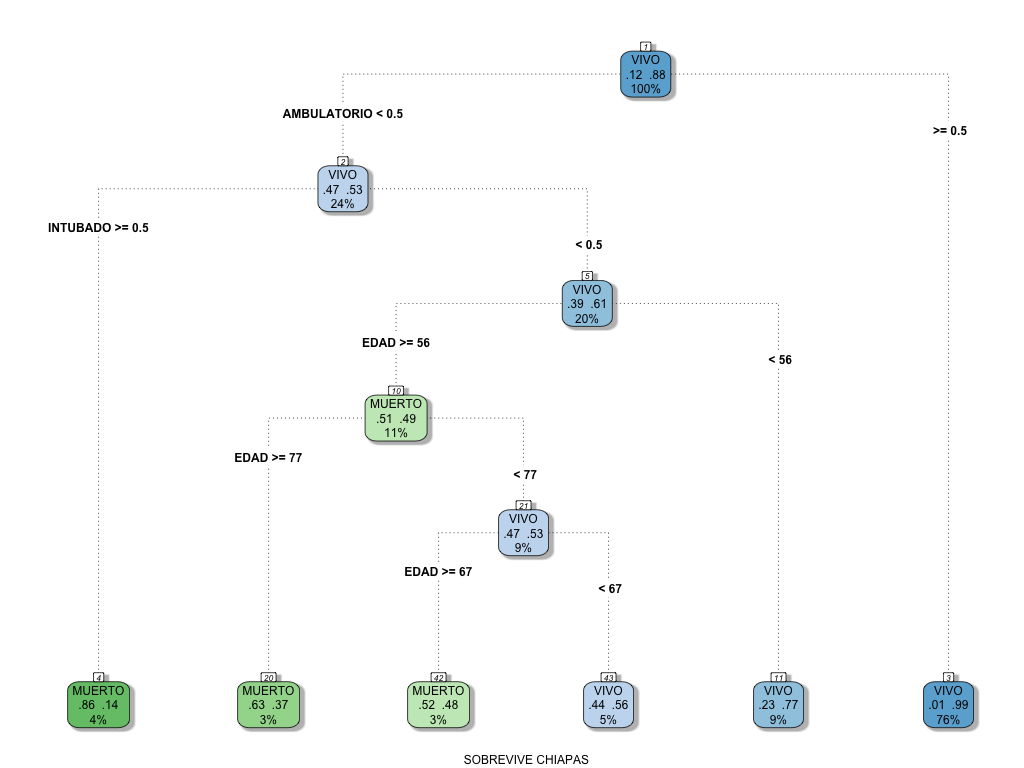 1
VIVO
.12 .88
100%
AMBULATORIO < 0.5
>= 0.5
2
VIVO
.47 .53
24%
INTUBADO >= 0.5
< 0.5
5
VIVO
.39 .61
20%
EDAD >= 56
< 56
10
MUERTO
.51 .49
11%
EDAD >= 77
< 77
21
VIVO
.47 .53
9%
EDAD >= 67
< 67
4
MUERTO
.86 .14
4%
20
MUERTO
.63 .37
3%
42
MUERTO
.52 .48
3%
43
VIVO
.44 .56
5%
11
VIVO
.23 .77
9%
3
VIVO
.01 .99
76%
SOBREVIVE CHIAPAS